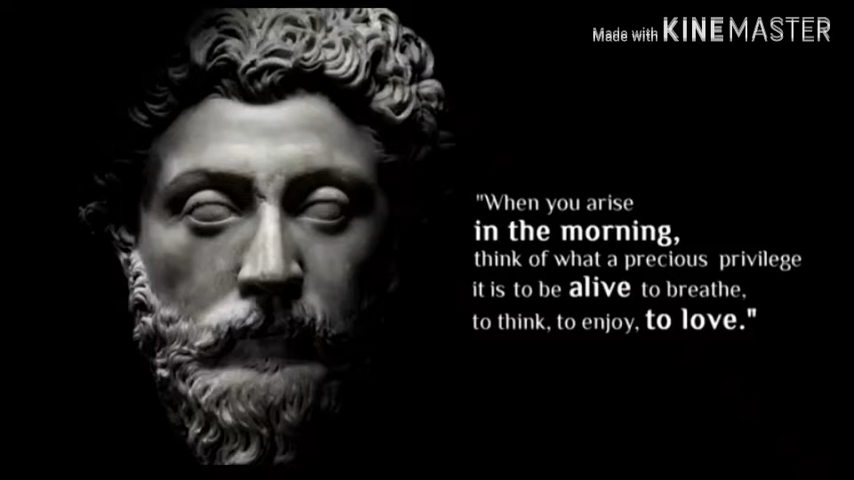 Made with KINEMASTER
"When you arise
in the morning,
think of what a precious privilege
it is to be alive to breathe,
to think, to enjoy, to love."